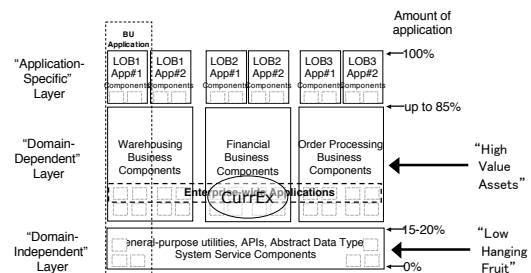 Amount of
application
BU
Application
100%
"Application-
Specific"
Layer
LOB1
App#1
Components
LOB1
App#2
Components
LOB2
App#1
Components
LOB2
App#2
Components
LOB3
App#1
Components
LOB3
App#2
Components
up to 85%
"Domain-
Dependent"
Layer
Warehousing
Business
Components
Financial
Business
Components
Order Processing
Business
Components
"High
Value
Assets"
Enterprise-wide Applications
CurrEx
15-20%
"Domain-
Independent"
Layer
General-purpose utilities, APIs, Abstract Data Type
System Service Components
"Low
Hanging
Fruit"
0%